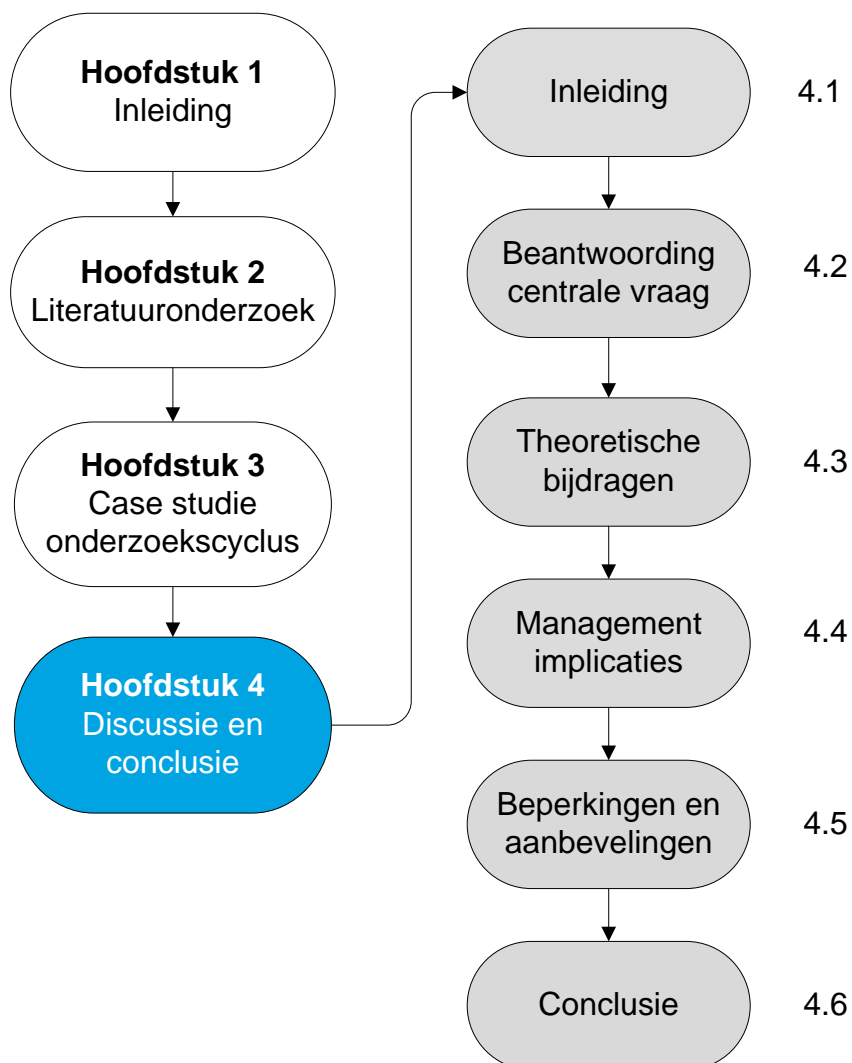 Hoofdstuk 1
Inleiding
Hoofdstuk 2
Literatuuronderzoek
Hoofdstuk 3
Case studie
onderzoekscyclus
Hoofdstuk 4
Discussie en
conclusie
Inleiding
4.1
Beantwoording
centrale vraag
4.2
Theoretische
bijdragen
4.3
Management
implicaties
4.4
Beperkingen en
aanbevelingen
4.5
Conclusie
4.6